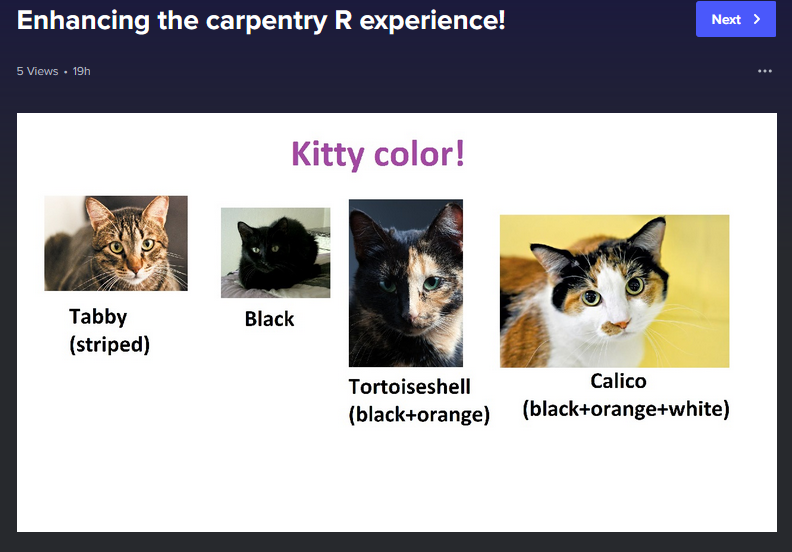 Enhancing the carpentry R experience!
Next
5 Views • 19h
Kitty color!
Tabby
(striped)
Black
Tortoiseshell
(black+orange)
Calico
(black+orange+white)